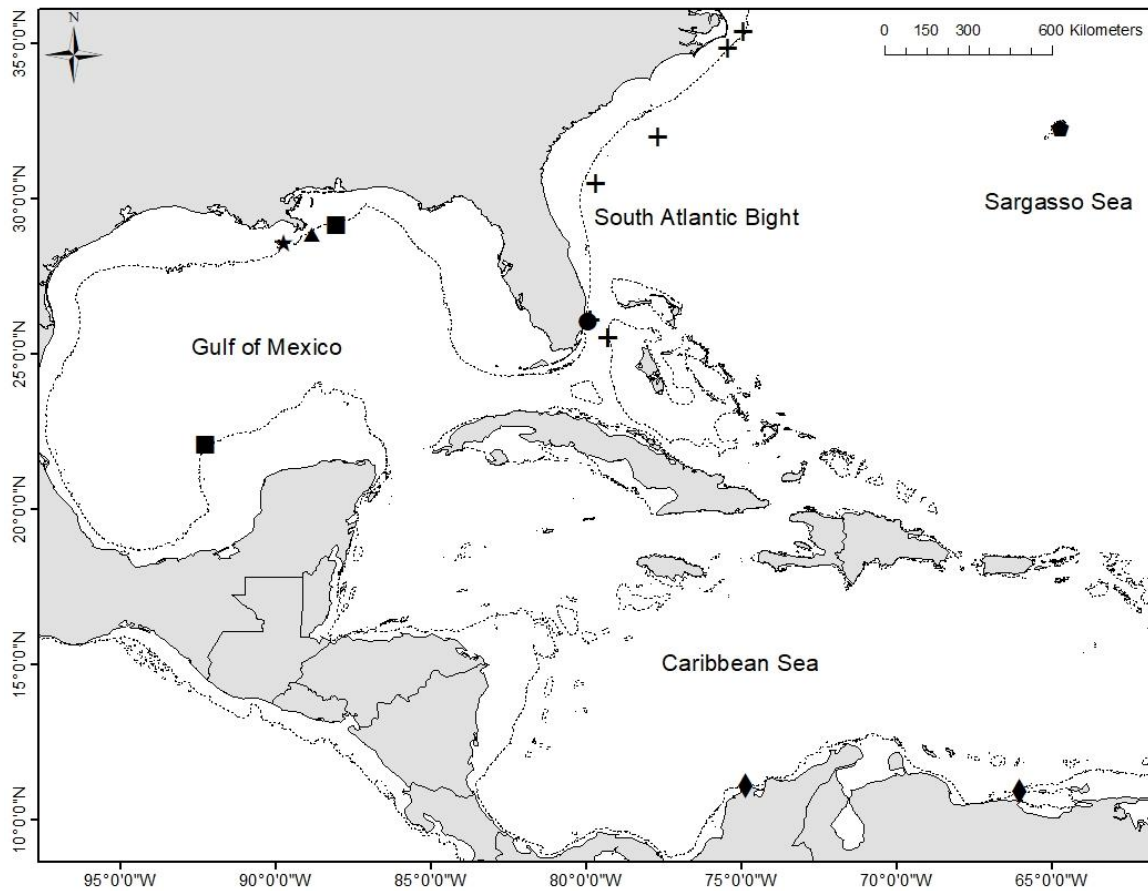 N
0 150 300 600 Kilometers
35°0'0"N
30°0'0"N
25°0'0"N
20°0'0"N
15°0'0"N
10°0'0"N
Sargasso Sea
South Atlantic Bight
Gulf of Mexico
Caribbean Sea
95°0'0"W 90°0'0"W 85°0'0"W 80°0'0"W 75°0'0"W 70°0'0"W 65°0'0"W